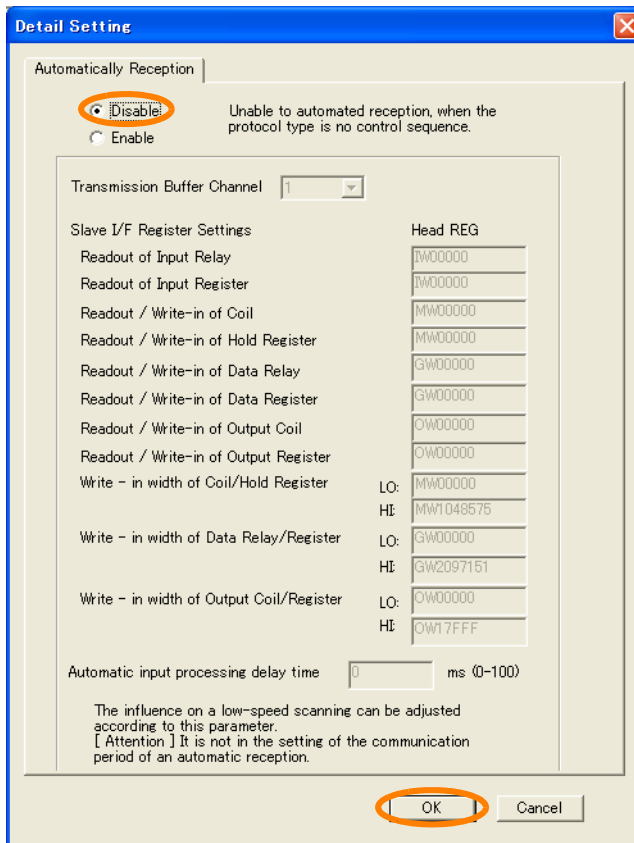 Detail Setting
Automatically Reception
Disable
Unable to automated reception, when the
protocol type is no control sequence.
Enable
Transmission Buffer Channel 1
Slave I/F Register Settings Head REG
Readout of Input Relay IW00000
Readout of Input Register IW00000
Readout / Write-in of Coil MW00000
Readout / Write-in of Hold Register MW00000
Readout / Write-in of Data Relay GW00000
Readout / Write-in of Data Register GW00000
Readout / Write-in of Output Coil OW00000
Readout / Write-in of Output Register OW00000
Write - in width of Coil/Hold Register LO: MW00000
HI: MW1048575
Write - in width of Data Relay/Register LO: GW00000
HI: GW2097151
Write - in width of Output Coil/Register LO: OW00000
HI: OW17FFF
Automatic input processing delay time 0 ms (0-100)
The influence on a low-speed scanning can be adjusted
according to this parameter.
[ Attention ] It is not in the setting of the communication
period of an automatic reception.
OK Cancel